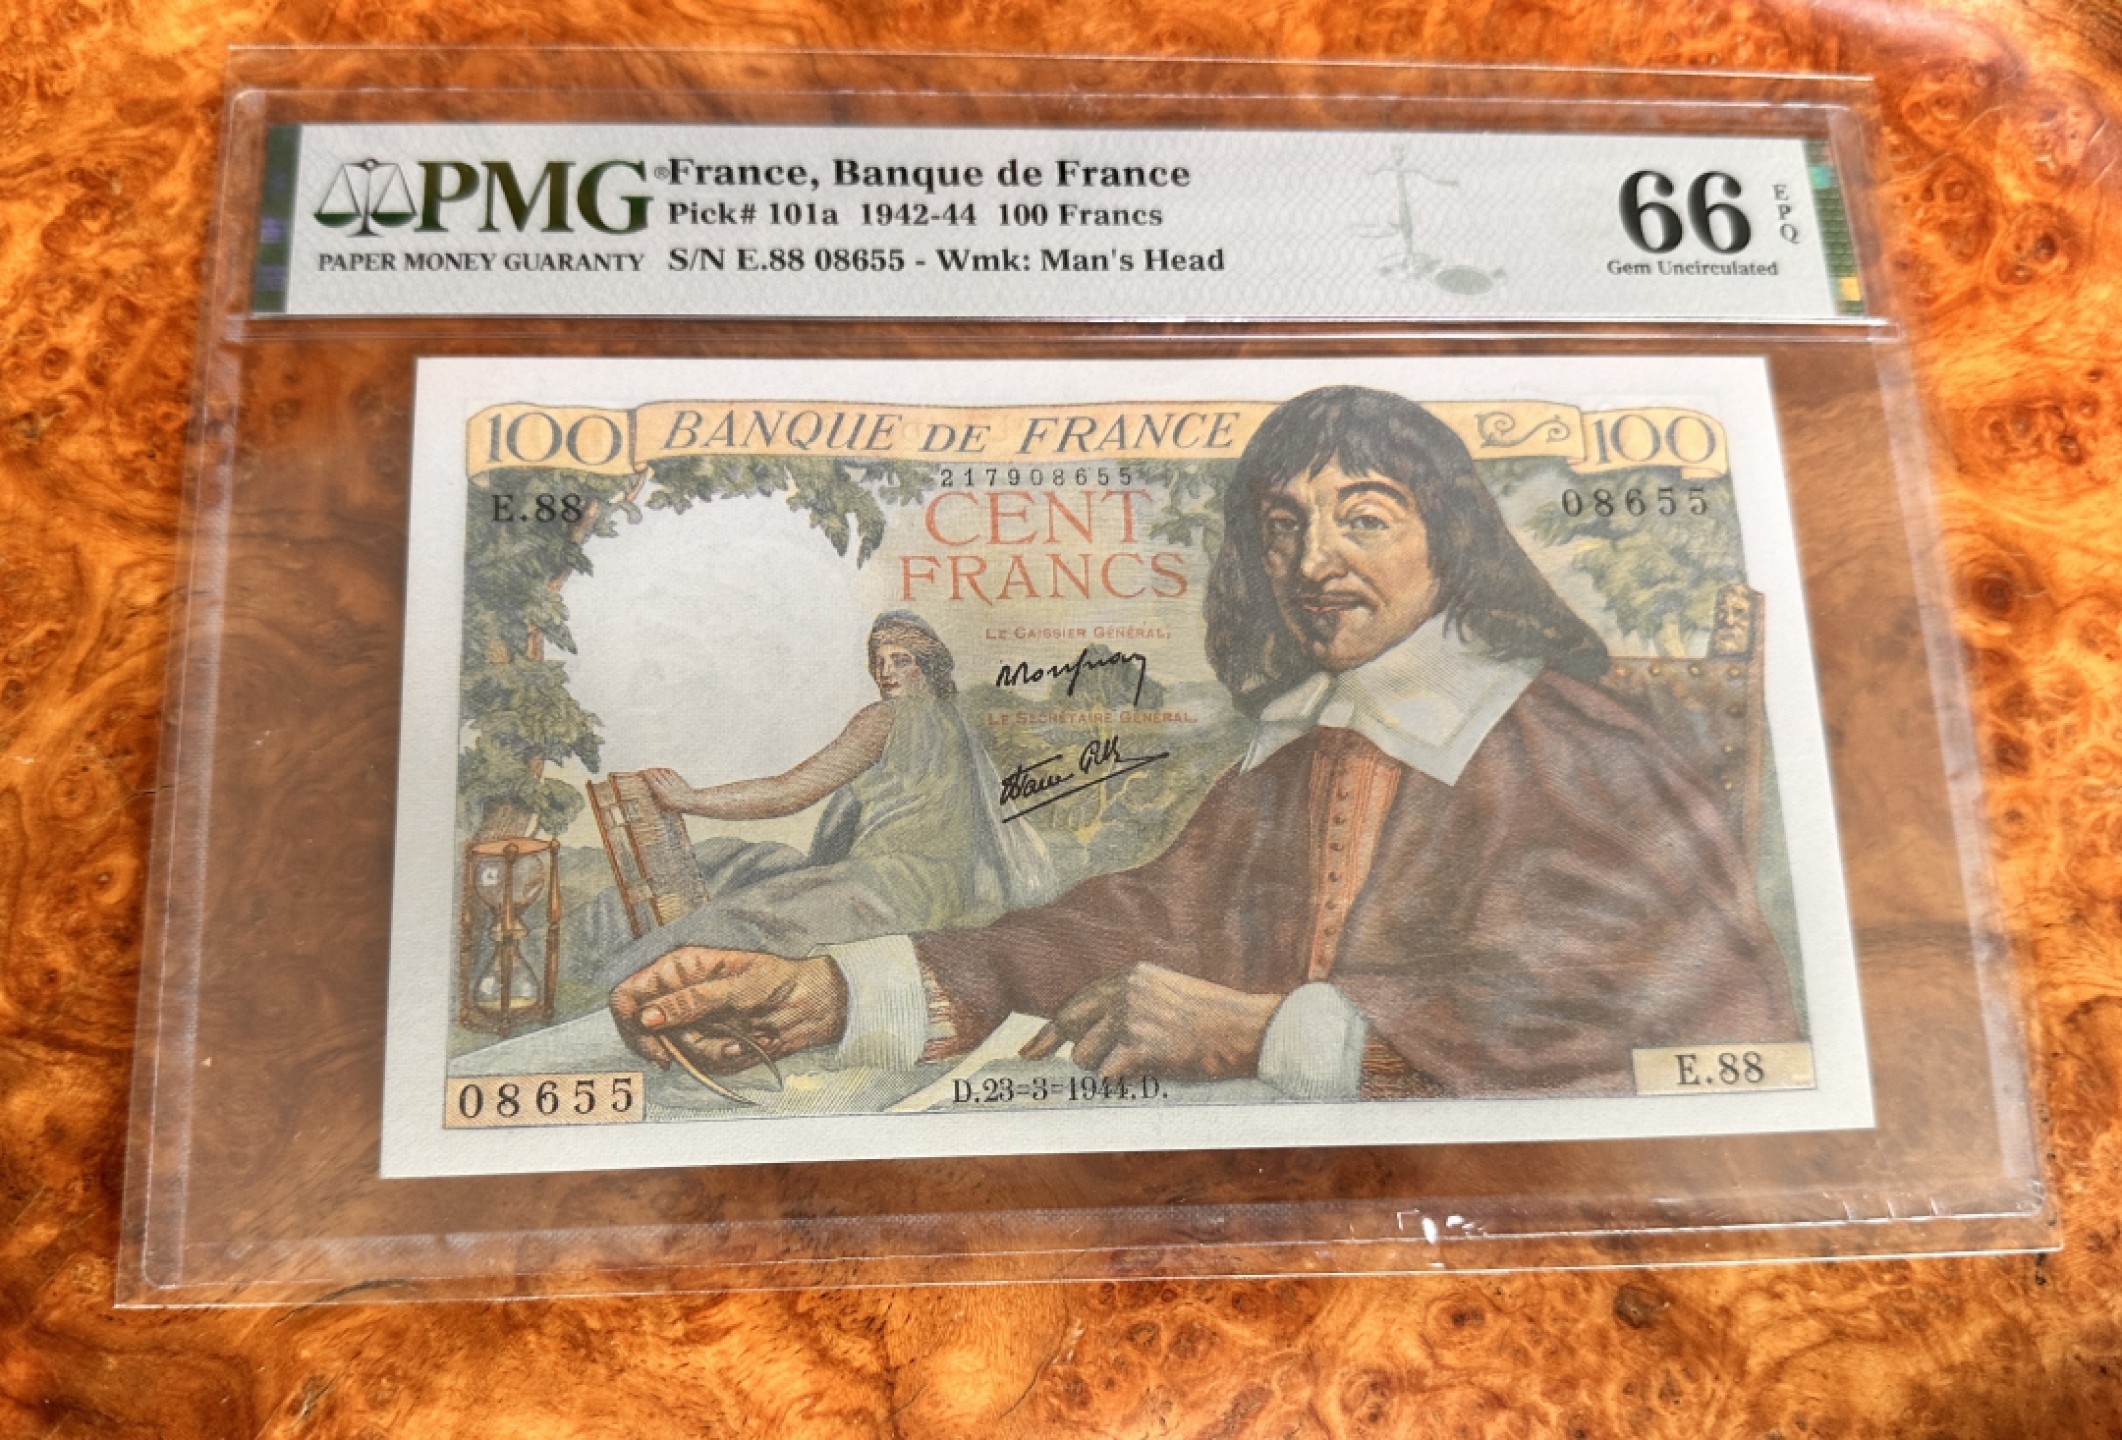 PMG® France, Banque de France
Pick# 101a 1942-44 100 Francs
PAPER MONEY GUARANTY S/N E.88 08655 - Wmk: Man's Head
66 EPQ
Gem Uncirculated
100 BANQUE DE FRANCE 100
217908655
E.88 08655
CENT
FRANCS
LE CAISSIER GÉNÉRAL,
LE SECRÉTAIRE GÉNÉRAL,
08655 D.23=3=1944.D. E.88